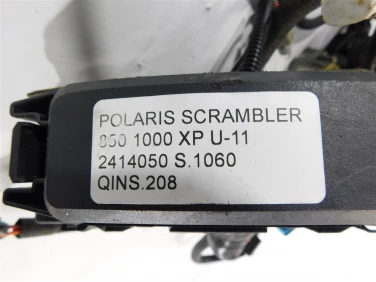 POLARIS SCRAMBLER
850 1000 XP U-11
2414050 S.1060
QINS.208